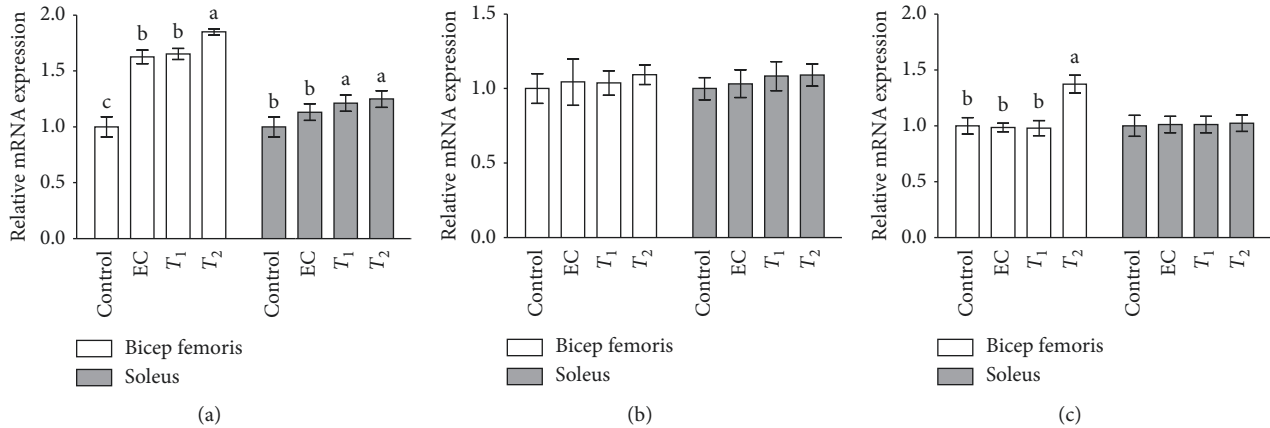 Relative mRNA expression
2.0
1.5
1.0
0.5
0.0
c
b
b
a
b
b
a
a
Control
EC
T1
T2
Control
EC
T1
T2
Bicep femoris
Soleus
(a)
Relative mRNA expression
1.5
1.0
0.5
0.0
Control
EC
T1
T2
Control
EC
T1
T2
Bicep femoris
Soleus
(b)
Relative mRNA expression
2.0
1.5
1.0
0.5
0.0
b
b
b
a
Control
EC
T1
T2
Control
EC
T1
T2
Bicep femoris
Soleus
(c)